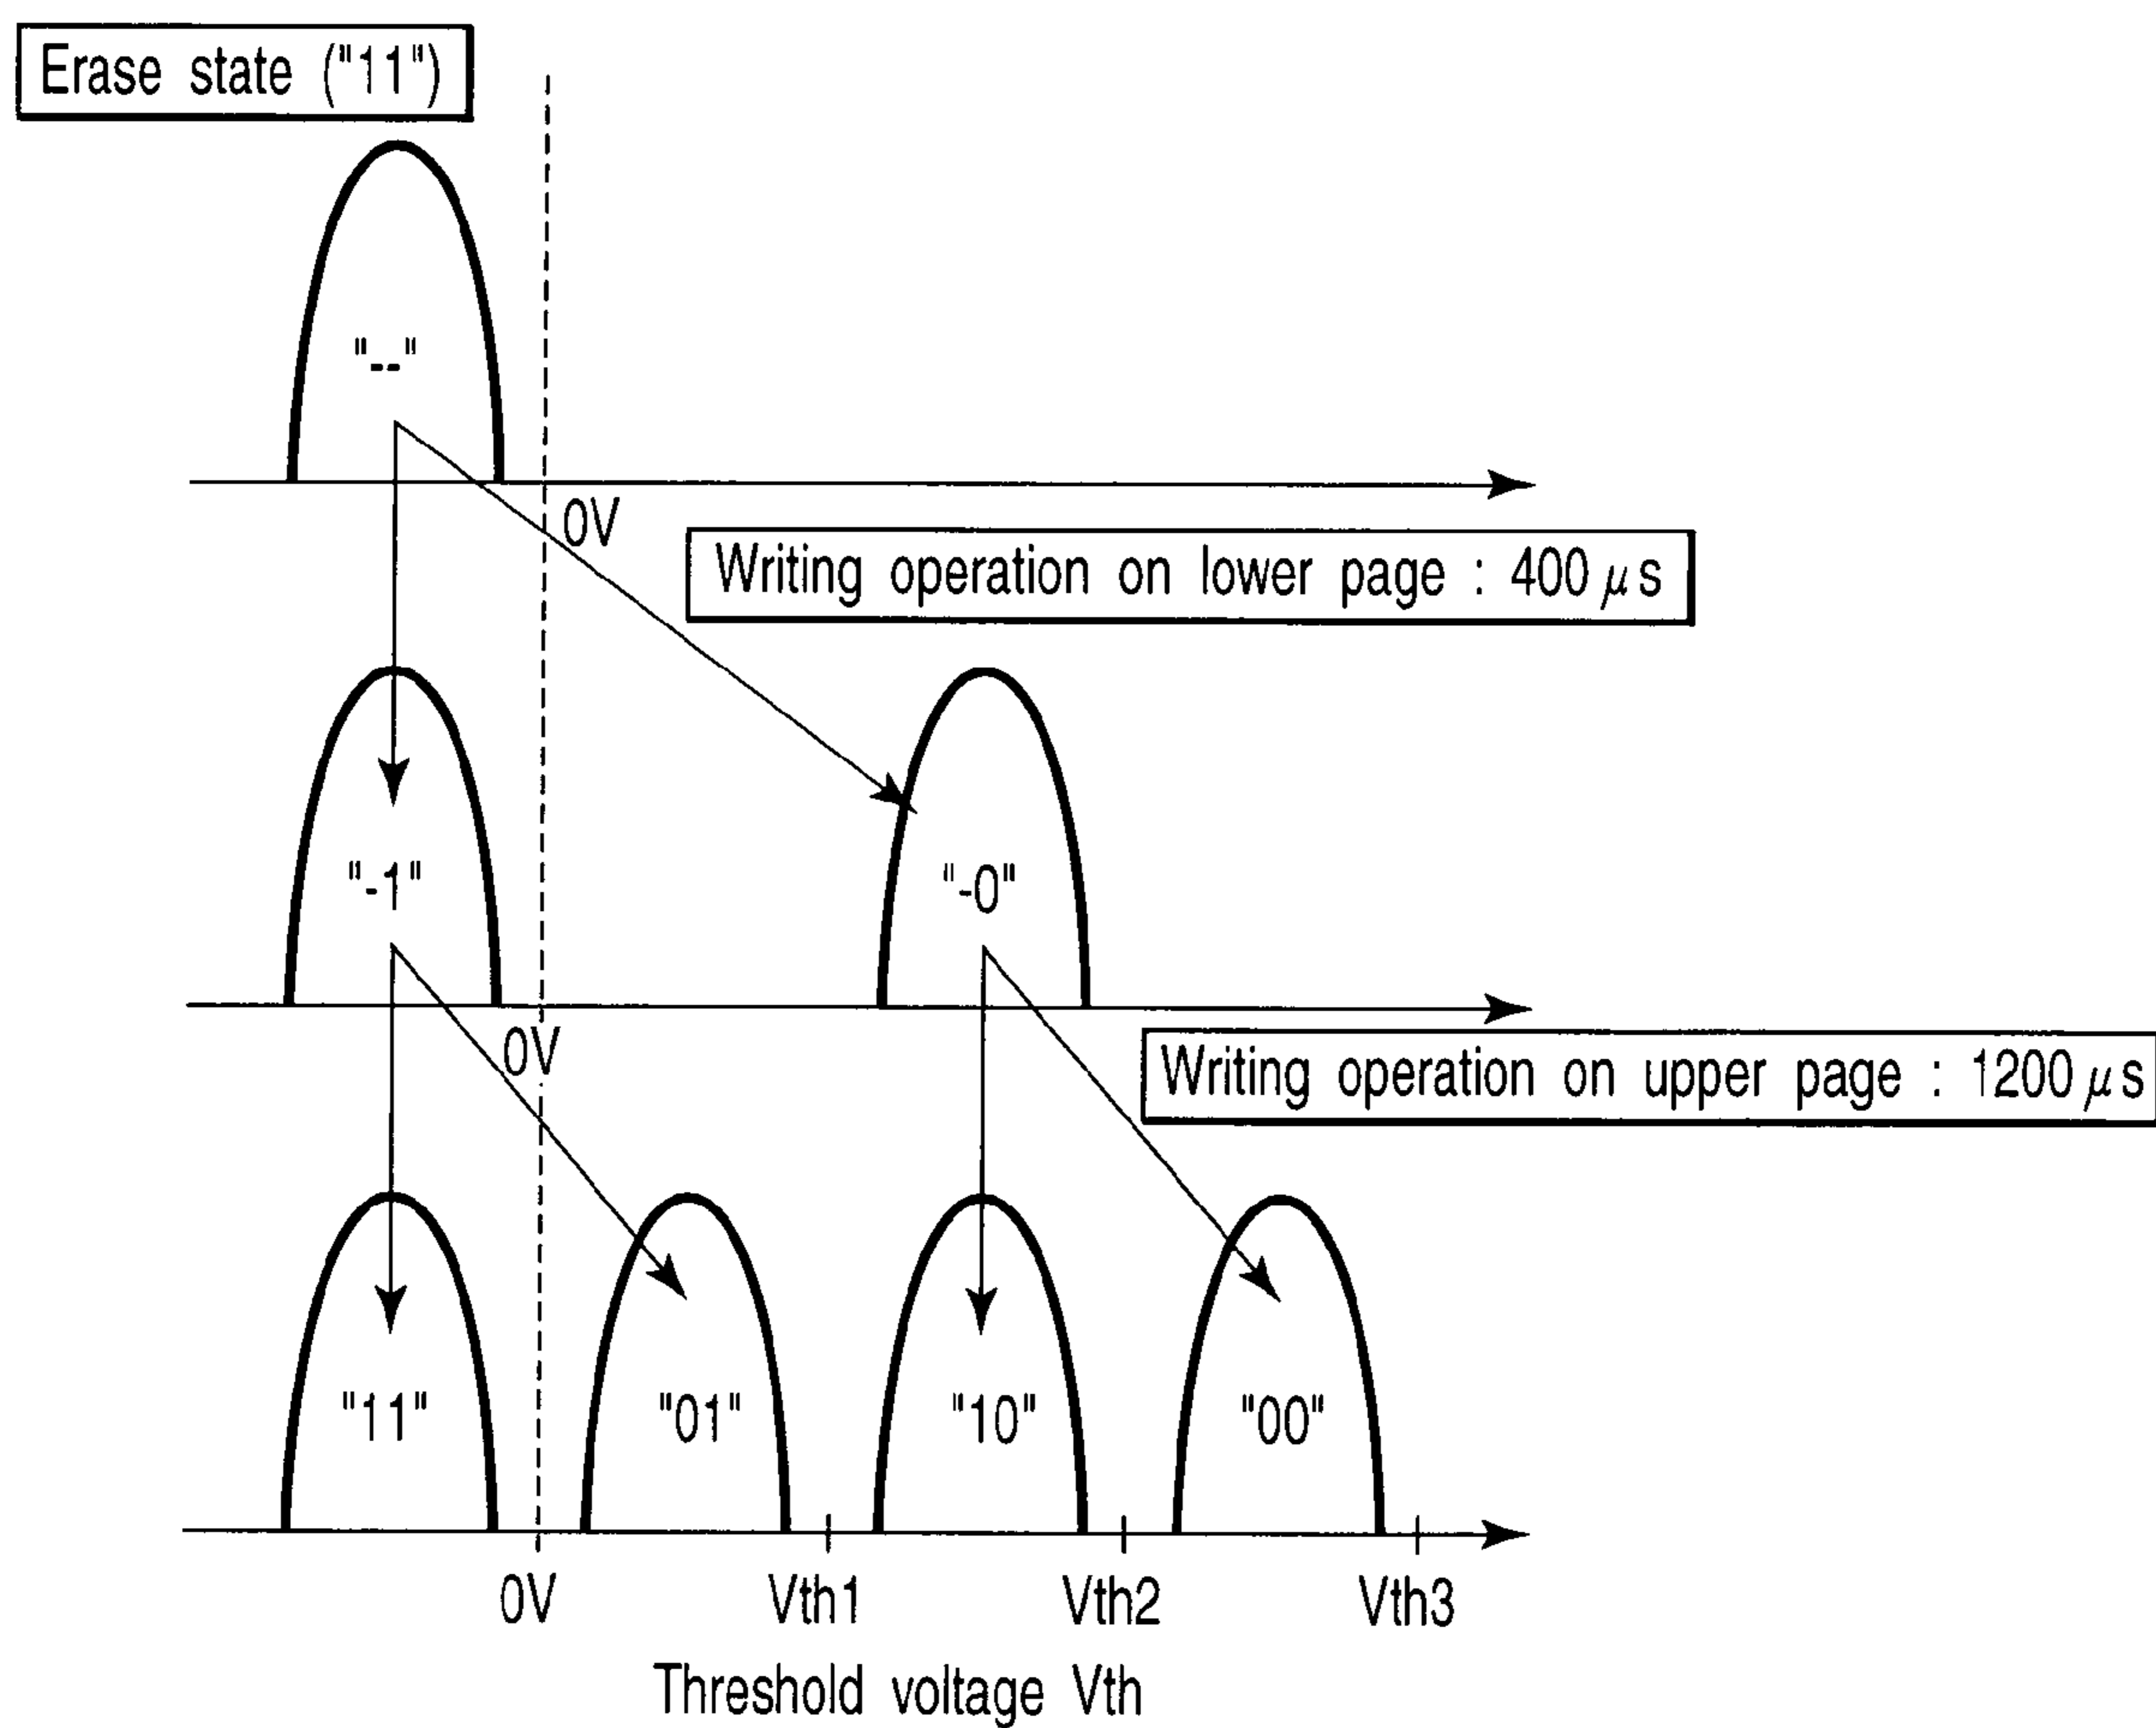 Erase state ("11")
"--"
0V
Writing operation on lower page : 400 μs
"-1"
"-0"
0V
Writing operation on upper page : 1200 μs
"11"
"01"
"10"
"00"
0V
Vth1
Vth2
Vth3
Threshold voltage Vth